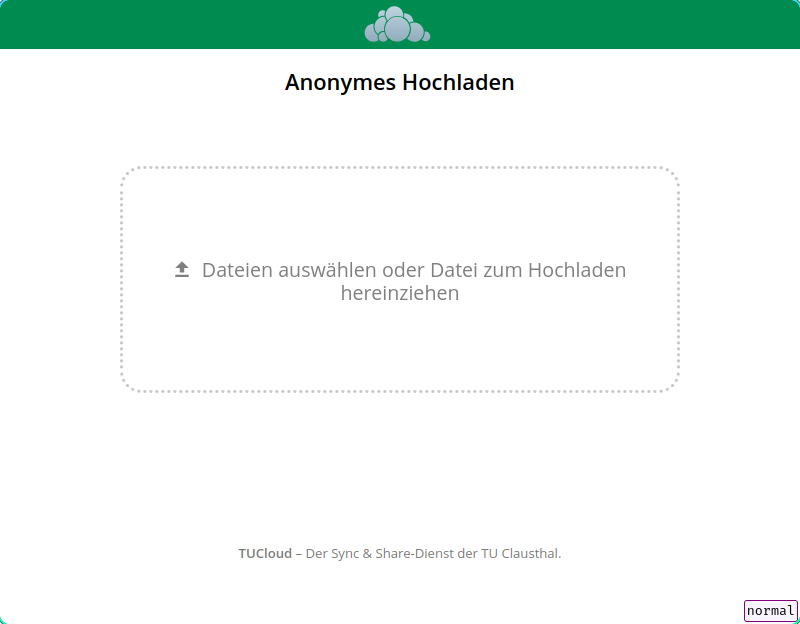 Anonymes Hochladen
Dateien auswählen oder Datei zum Hochladen
hereinziehen
TUCloud – Der Sync & Share-Dienst der TU Clausthal.
normal